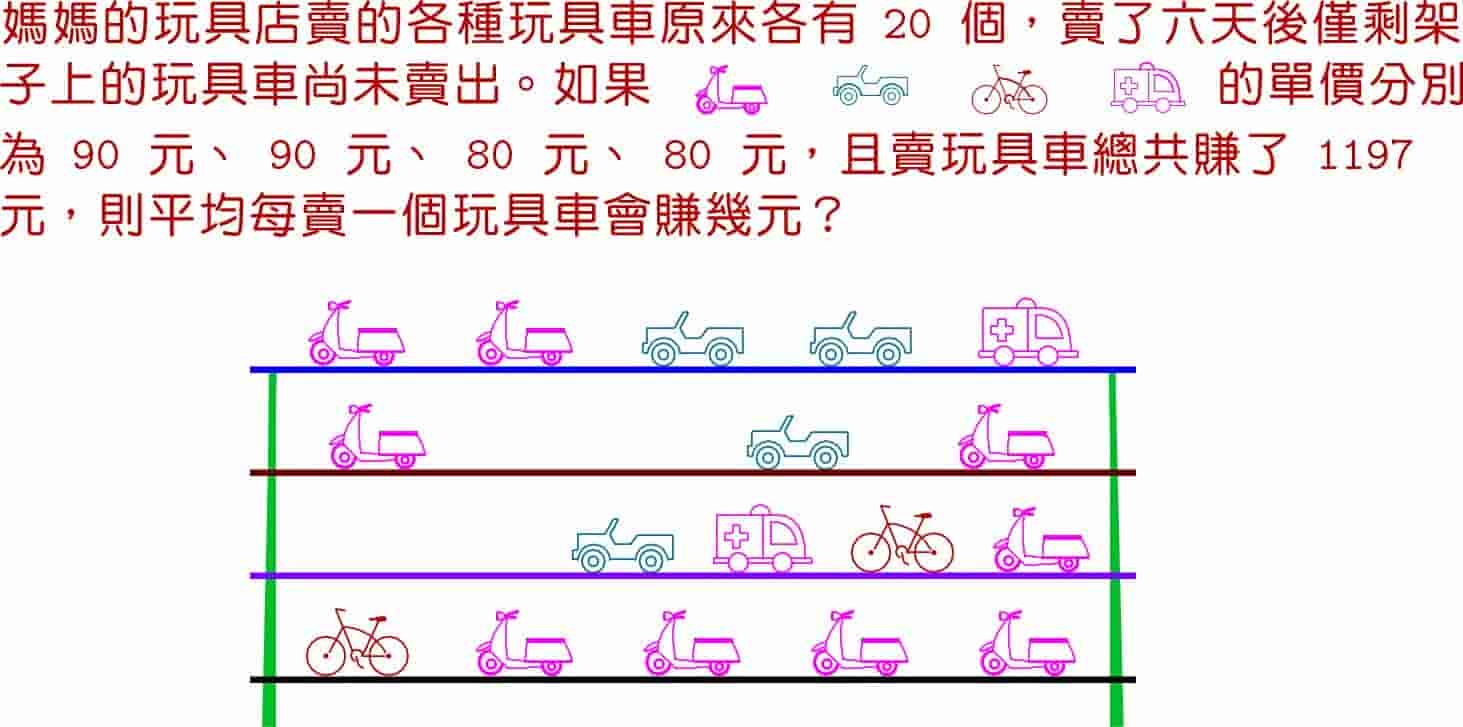 媽媽的玩具店賣的各種玩具車原來各有 20 個，賣了六天後僅剩架
子上的玩具車尚未賣出。如果 的單價分別
為 90 元、 90 元、 80 元、 80 元，且賣玩具車總共賺了 1197
元，則平均每賣一個玩具車會賺幾元？